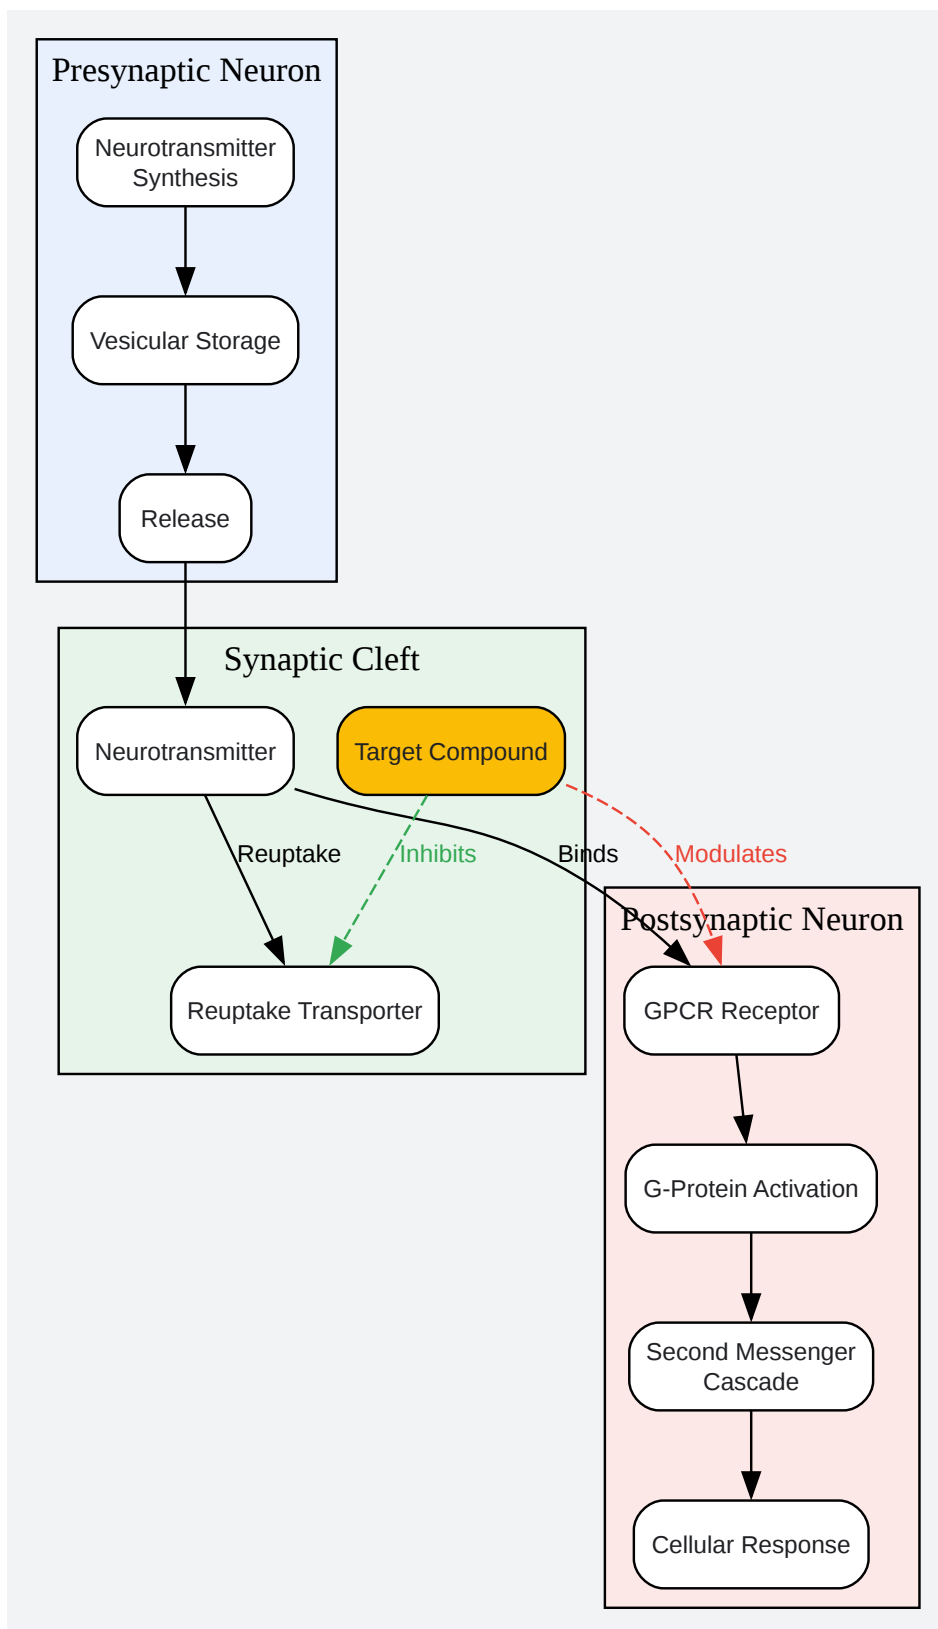 Presynaptic Neuron
Neurotransmitter
Synthesis
Vesicular Storage
Release
Synaptic Cleft
Neurotransmitter
Target Compound
Reuptake
Inhibits
Binds
Modulates
Postsynaptic Neuron
Reuptake Transporter
GPCR Receptor
G-Protein Activation
Second Messenger
Cascade
Cellular Response